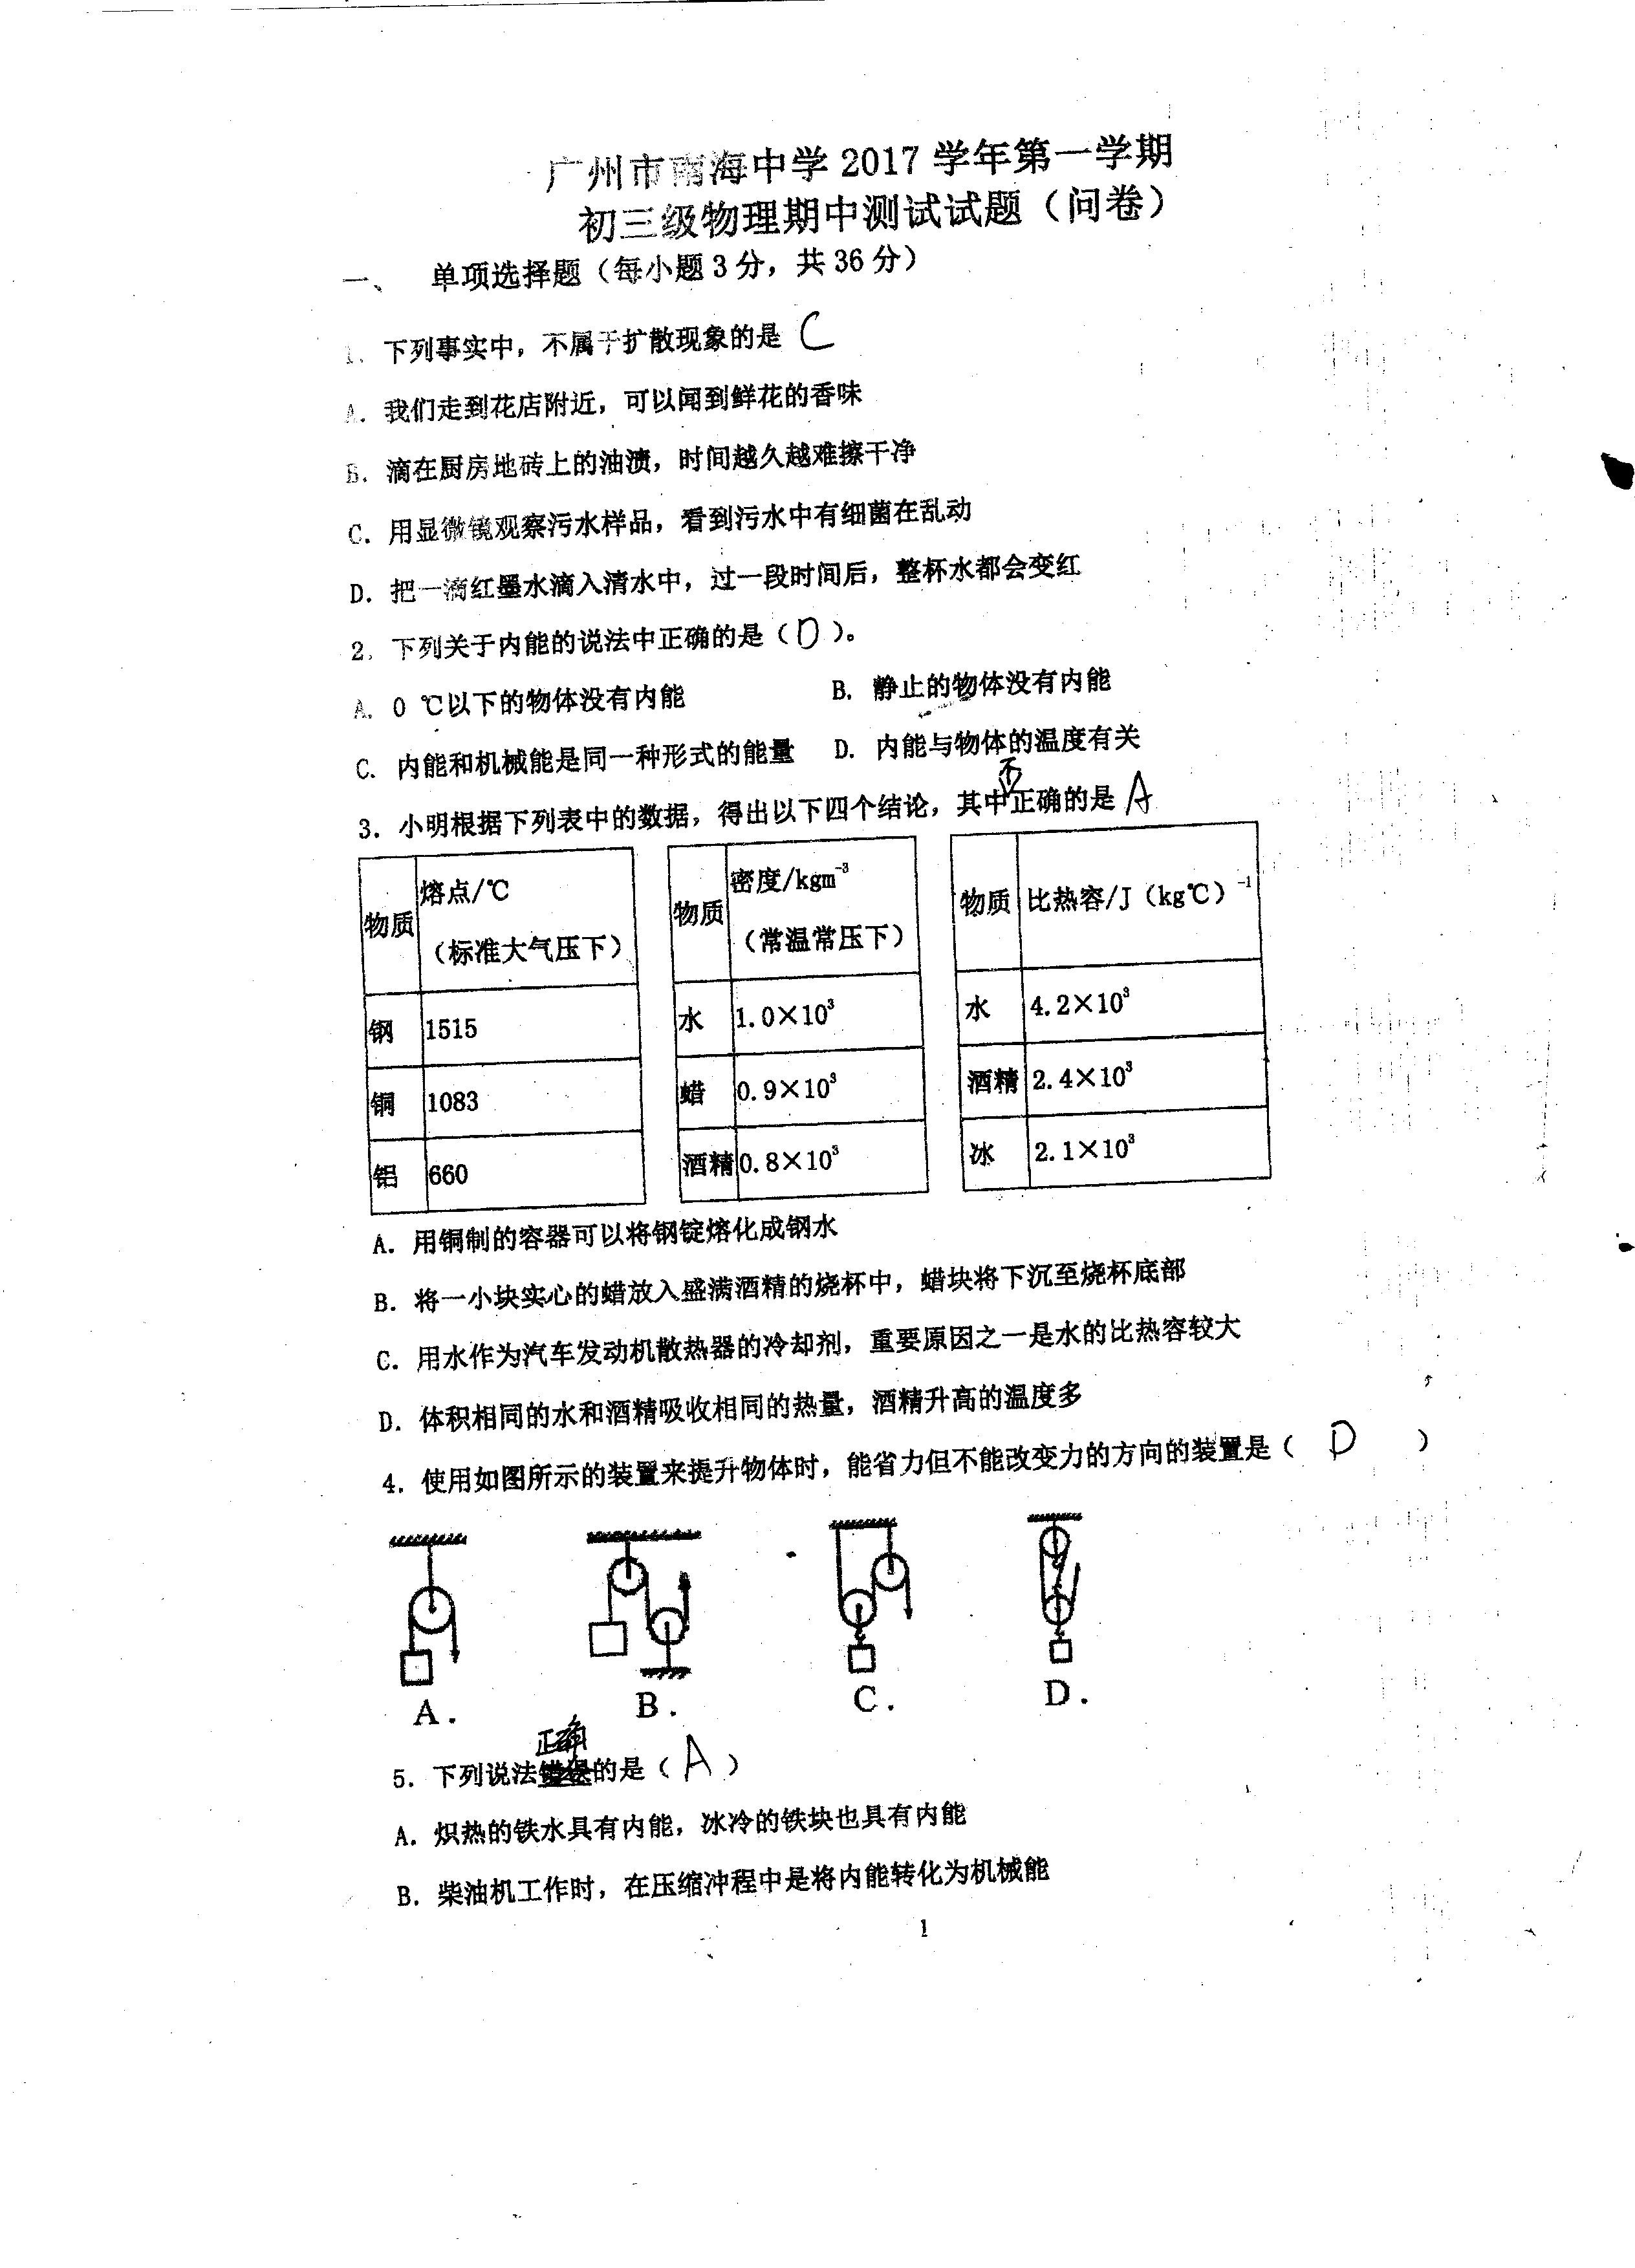 广州市南海中学 2017 学年第一学期
初三级物理期中测试试题（问卷）
一、 单项选择题（每小题 3 分，共 36 分）
1. 下列事实中，不属于扩散现象的是 C
A. 我们走到花店附近，可以闻到鲜花的香味
B. 滴在厨房地砖上的油渍，时间越久越难擦干净
C. 用显微镜观察污水样品，看到污水中有细菌在乱动
D. 把一滴红墨水滴入清水中，过一段时间后，整杯水都会变红
2. 下列关于内能的说法中正确的是（D）。
A. 0 ℃以下的物体没有内能 B. 静止的物体没有内能
C. 内能和机械能是同一种形式的能量 D. 内能与物体的温度有关
不
3. 小明根据下列表中的数据，得出以下四个结论，其中正确的是 A
物质 熔点/℃（标准大气压下） 物质 密度/kgm⁻³（常温常压下） 物质 比热容/J（kg℃）⁻¹
钢 1515 水 1.0×10³ 水 4.2×10³
铜 1083 蜡 0.9×10³ 酒精 2.4×10³
铝 660 酒精 0.8×10³ 冰 2.1×10³
A. 用铜制的容器可以将钢锭熔化成钢水
B. 将一小块实心的蜡放入盛满酒精的烧杯中，蜡块将下沉至烧杯底部
C. 用水作为汽车发动机散热器的冷却剂，重要原因之一是水的比热容较大
D. 体积相同的水和酒精吸收相同的热量，酒精升高的温度多
4. 使用如图所示的装置来提升物体时，能省力但不能改变力的方向的装置是（ D ）
A. B. C. D.
正确
5. 下列说法错误的是（ A ）
A. 炽热的铁水具有内能，冰冷的铁块也具有内能
B. 柴油机工作时，在压缩冲程中是将内能转化为机械能
1